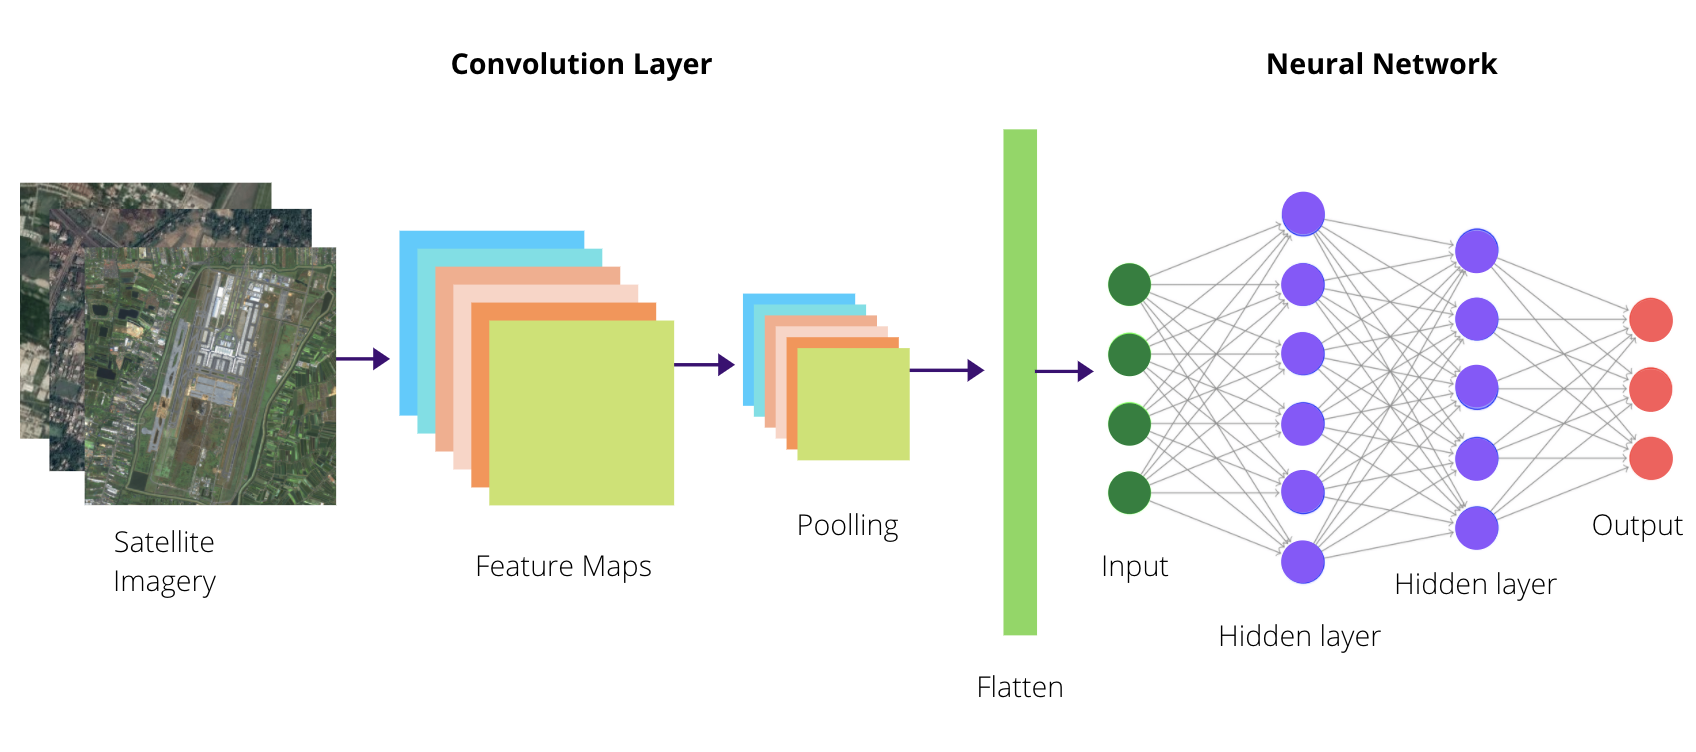 Convolution Layer
Neural Network
Satellite
Imagery
Feature Maps
Poolling
Flatten
Input
Hidden layer
Hidden layer
Output